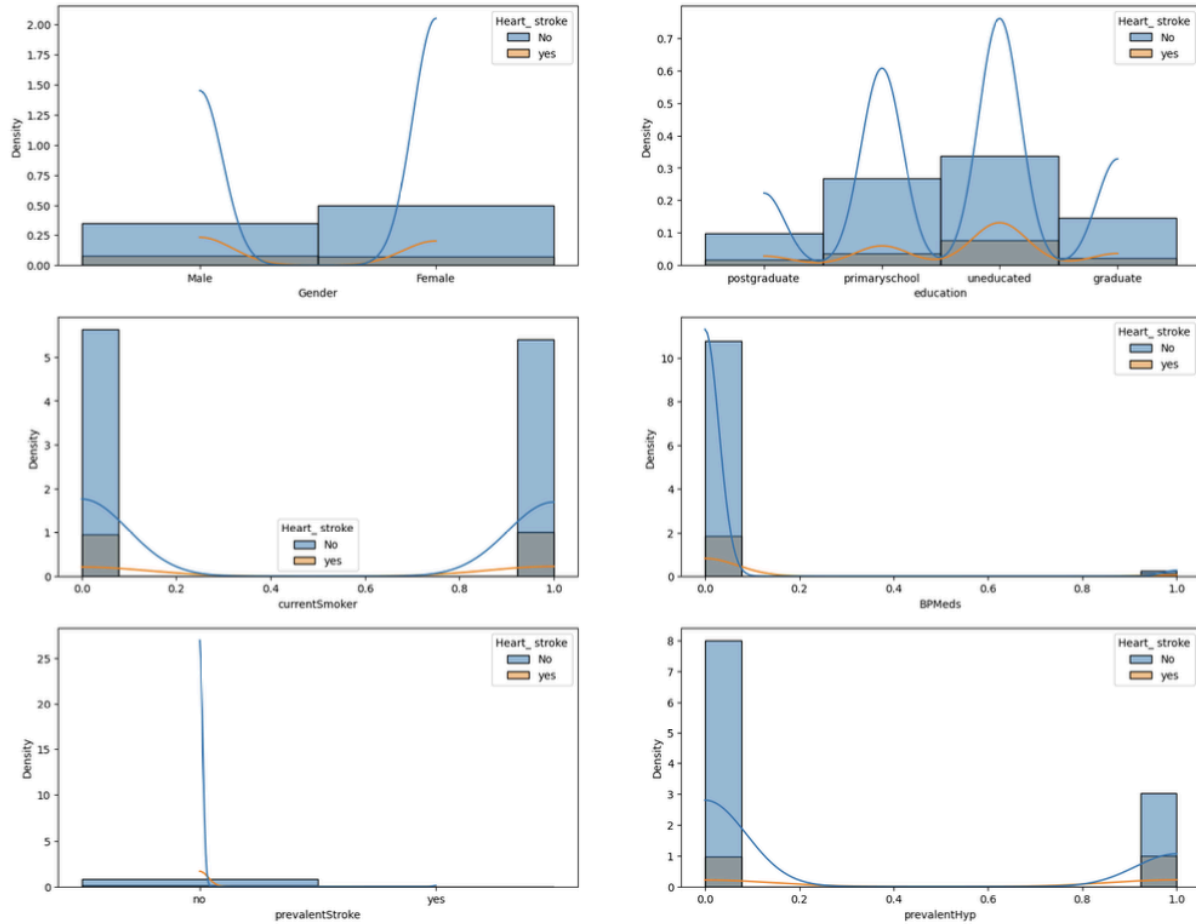 Heart_ stroke
No
yes
2.00
1.75
1.50
1.25
1.00
0.75
0.50
0.25
0.00
Density
Male Female
Gender
Heart_ stroke
No
yes
0.7
0.6
0.5
0.4
0.3
0.2
0.1
0.0
Density
postgraduate primaryschool uneducated graduate
education
5
4
3
2
1
0
Density
Heart_ stroke
No
yes
0.0 0.2 0.4 0.6 0.8 1.0
currentSmoker
Heart_ stroke
No
yes
10
8
6
4
2
0
Density
0.0 0.2 0.4 0.6 0.8 1.0
BPMeds
Heart_ stroke
No
yes
25
20
15
10
5
0
Density
no yes
prevalentStroke
Heart_ stroke
No
yes
8
7
6
5
4
3
2
1
0
Density
0.0 0.2 0.4 0.6 0.8 1.0
prevalentHyp